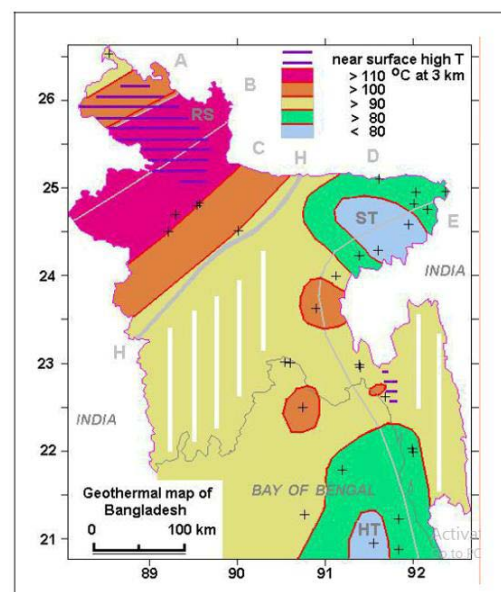 near surface high T
> 110 °C at 3 km
> 100
> 90
> 80
< 80
A
B
RS
C
H
D
ST
E
INDIA
H
INDIA
BAY OF BENGAL
HT
Geothermal map of
Bangladesh
0 100 km
26
25
24
23
22
21
89 90 91 92
Activat